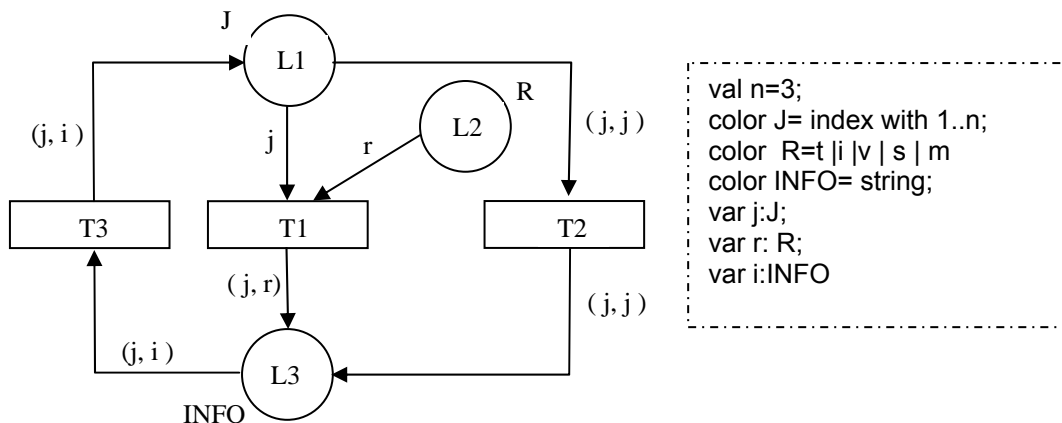 J
L1
R
L2
(j, i )
j
r
( j, j )
T3
T1
T2
( j, r)
( j, j )
(j, i )
L3
INFO
val n=3;
color J= index with 1..n;
color R=t |i |v | s | m
color INFO= string;
var j:J;
var r: R;
var i:INFO